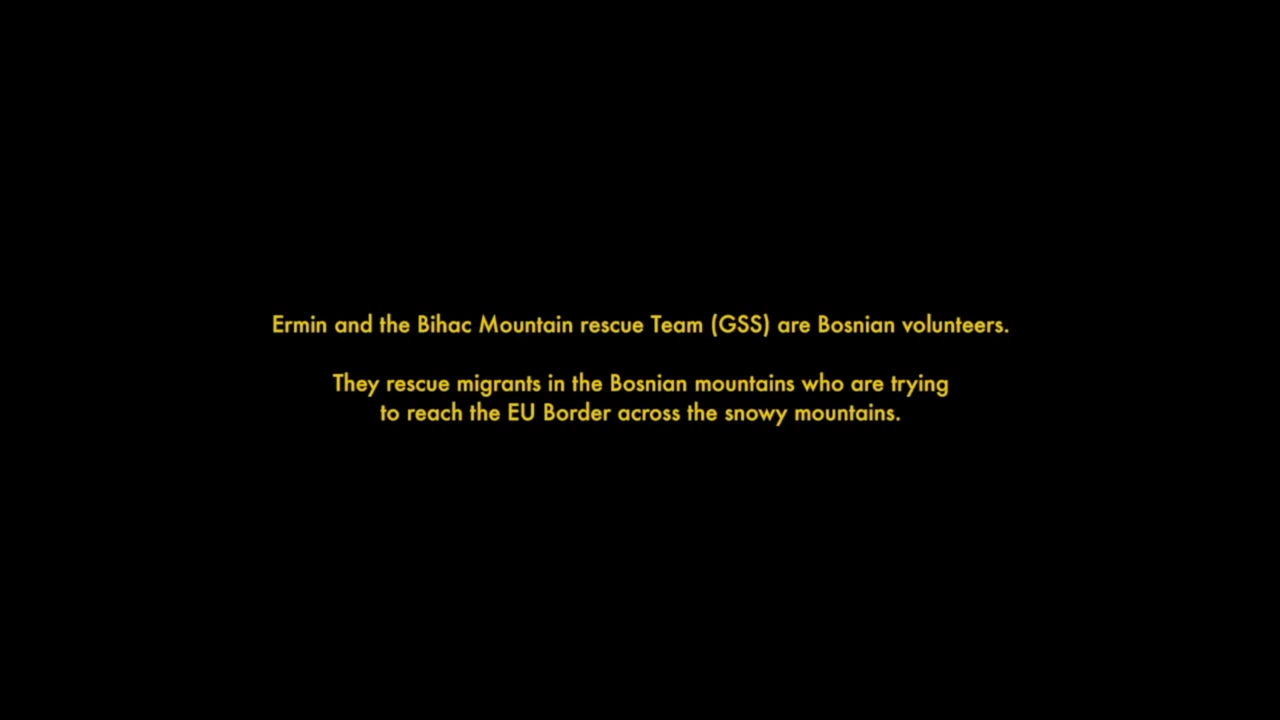 Ermin and the Bihac Mountain rescue Team (GSS) are Bosnian volunteers.
They rescue migrants in the Bosnian mountains who are trying
to reach the EU Border across the snowy mountains.